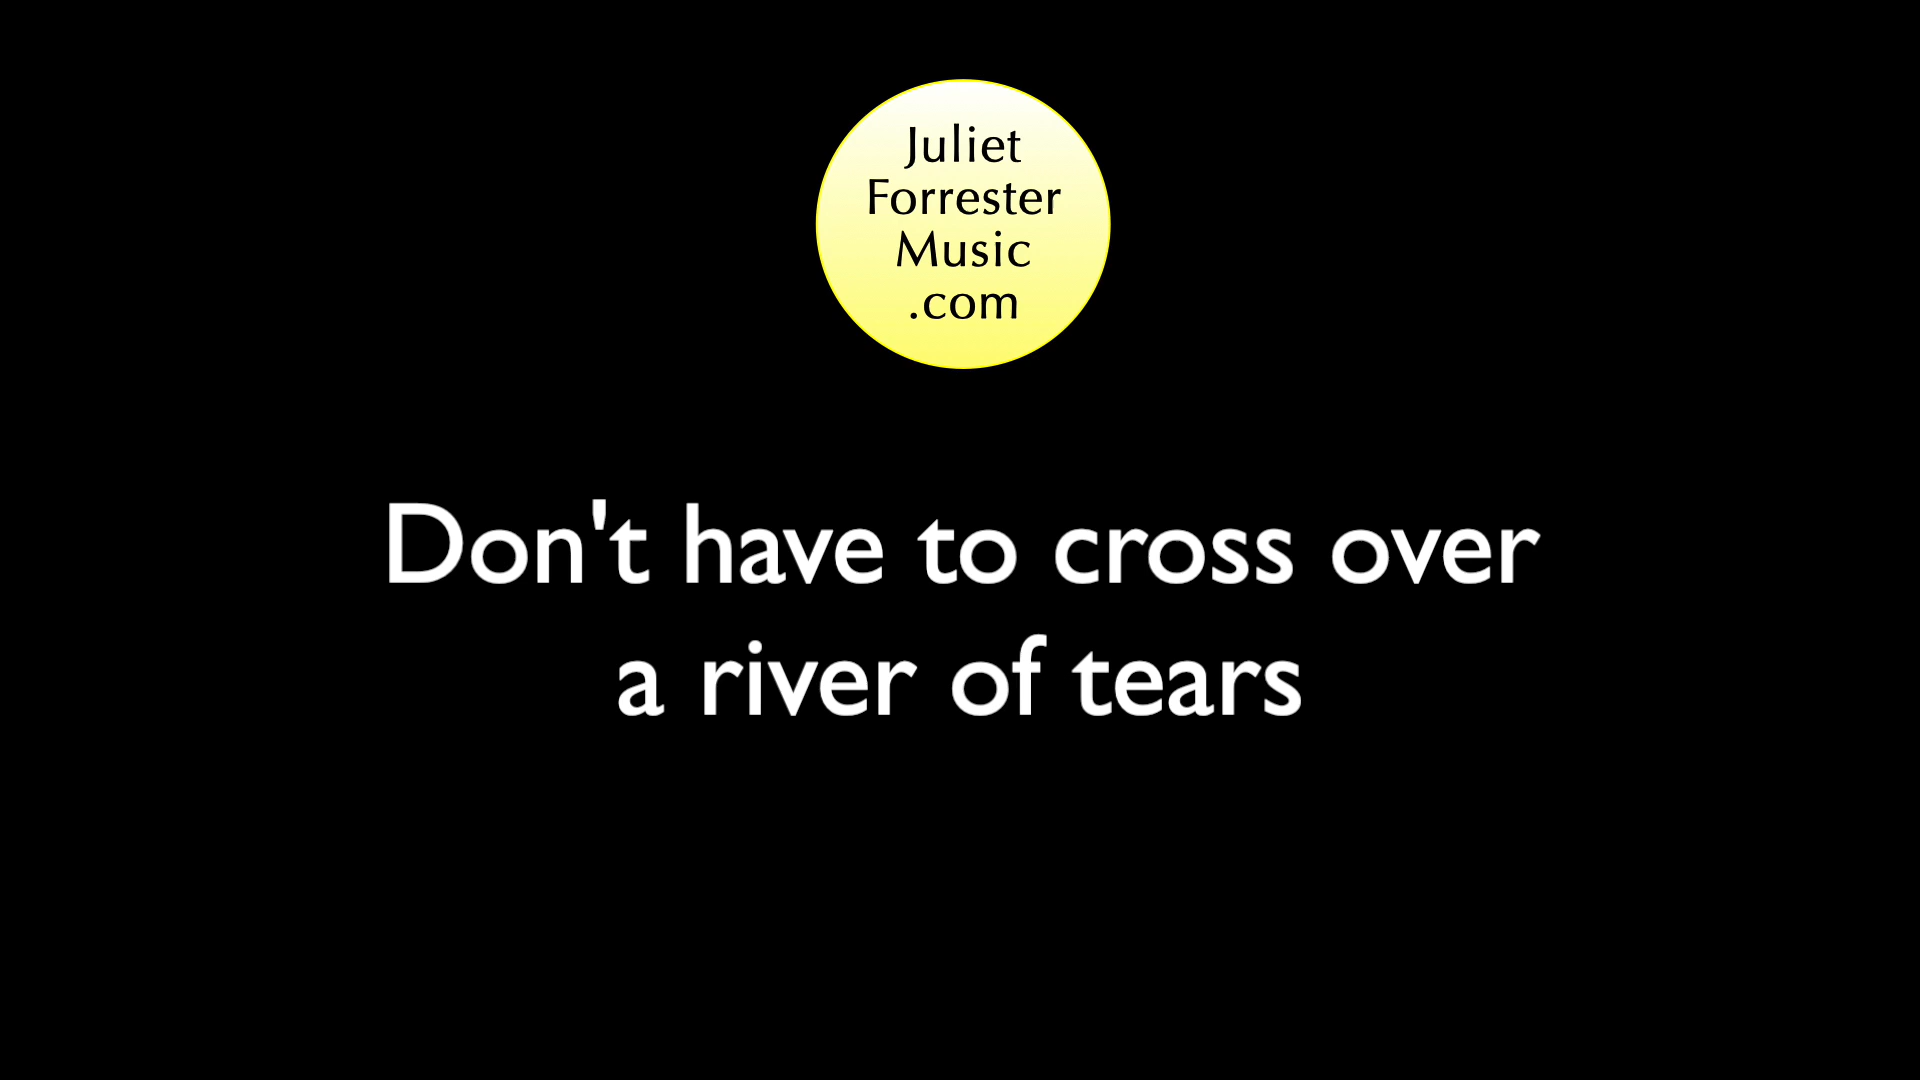 Juliet
Forrester
Music
.com
Don't have to cross over
a river of tears